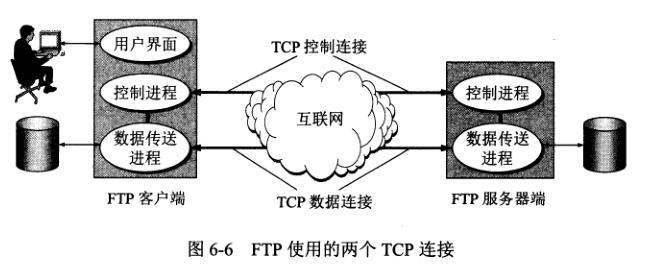 用户界面
TCP 控制连接
控制进程
互联网
控制进程
数据传送
进程
数据传送
进程
TCP 数据连接
FTP 客户端
FTP 服务器端
图 6-6 FTP 使用的两个 TCP 连接